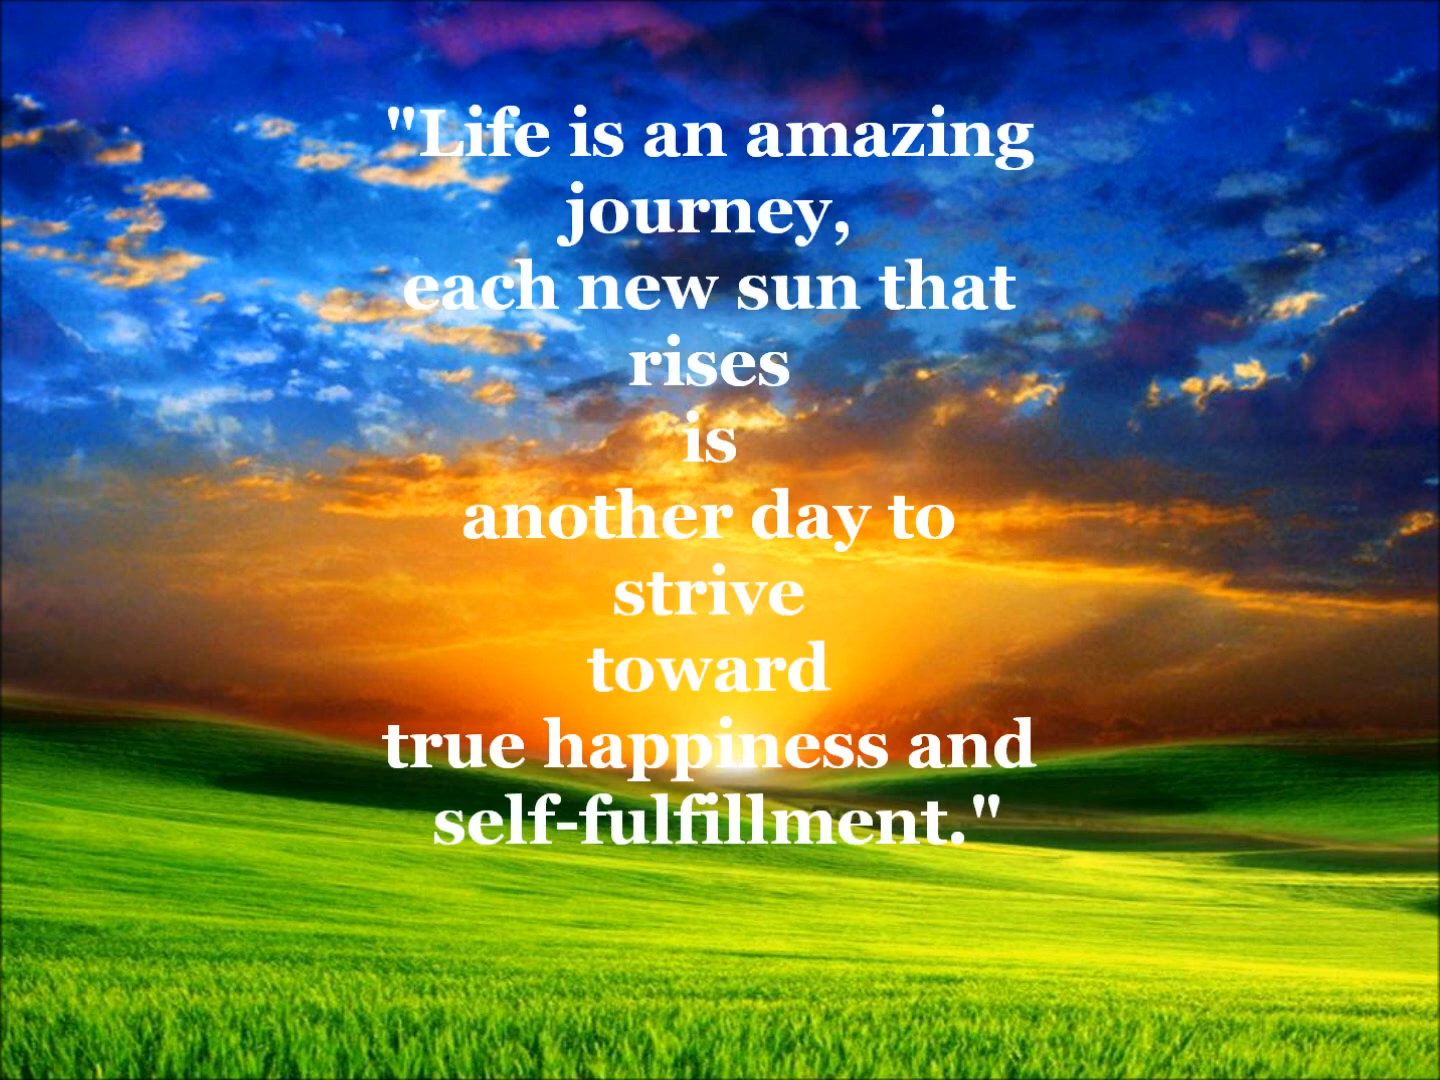 "Life is an amazing
journey,
each new sun that
rises
is
another day to
strive
toward
true happiness and
self-fulfillment."